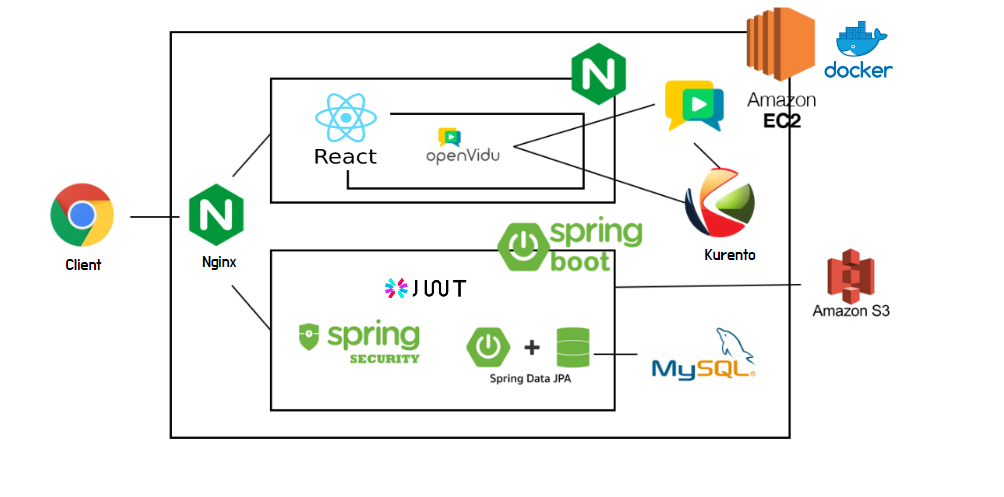 docker
Amazon
EC2
React
openVidu
Client
Nginx
Kurento
spring
boot
JWT
Amazon S3
spring
SECURITY
Spring Data JPA
MySQL®